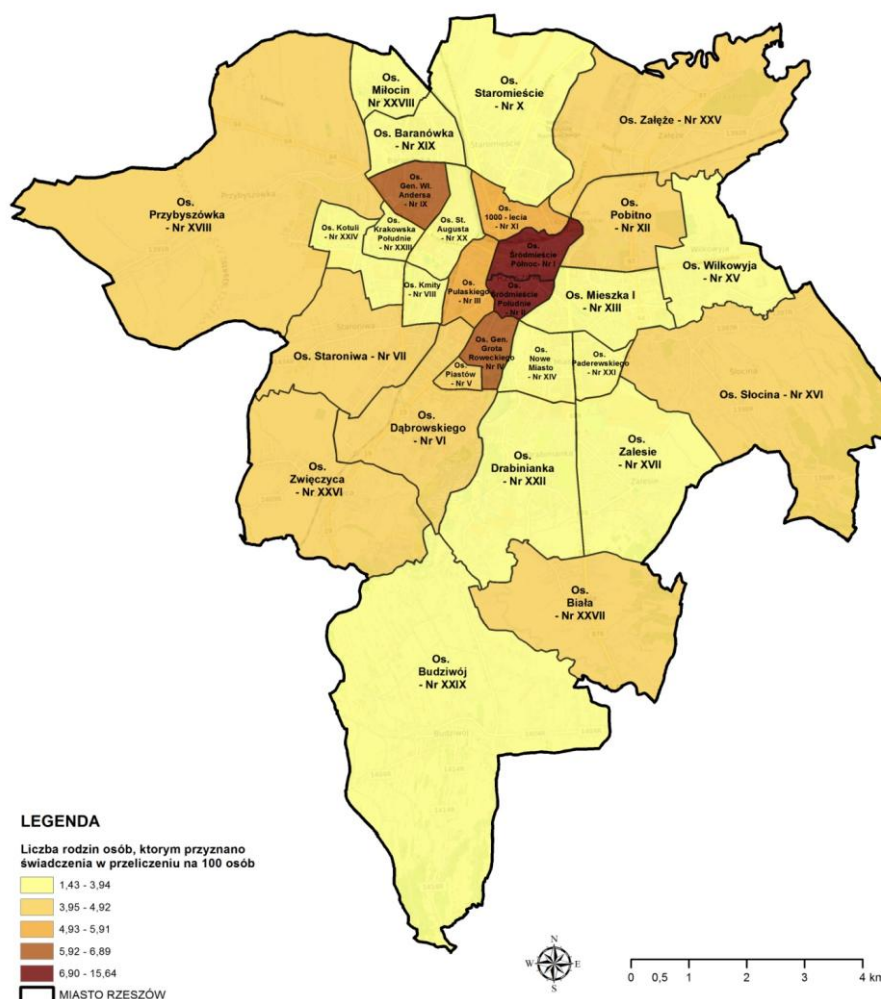 Os.
Miłocin
Nr XXVIII
Os.
Staromieście
- Nr X
Os. Baranówka
- Nr XIX
Os. Załęże - Nr XXV
Os.
Gen. Wł.
Andersa
- Nr IX
Os.
Przybyszówka
- Nr XVIII
Os. Kotuli
- Nr XXIV
Os.
Krakowska
Południe
- Nr XXIII
Os. St.
Augusta
- Nr XX
Os.
1000 - lecia
- Nr XI
Os.
Pobitno
- Nr XII
Os.
Śródmieście
Północ- Nr I
Os. Wilkowyja
- Nr XV
Os. Kmity
- Nr VIII
Os.
Pułaskiego
- Nr III
Os.
Śródmieście
Południe
- Nr II
Os. Mieszka I
- Nr XIII
Os. Staroniwa - Nr VII
Os. Gen.
Grota
Roweckiego
- Nr IV
Os.
Piastów
- Nr V
Os.
Nowe
Miasto
- Nr XIV
Os.
Paderewskiego
- Nr XXI
Os. Słocina - Nr XVI
Os.
Dąbrowskiego
- Nr VI
Os.
Zwięczyca
- Nr XXVI
Os.
Drabinianka
- Nr XXII
Os.
Zalesie
- Nr XVII
Os.
Biała
- Nr XXVII
Os.
Budziwój
- Nr XXIX
LEGENDA
Liczba rodzin osób, ktorym przyznano
świadczenia w przeliczeniu na 100 osób
1,43 - 3,94
3,95 - 4,92
4,93 - 5,91
5,92 - 6,89
6,90 - 15,64
MIASTO RZESZÓW
N
W E
S
0 0,5 1 2 3 4 km